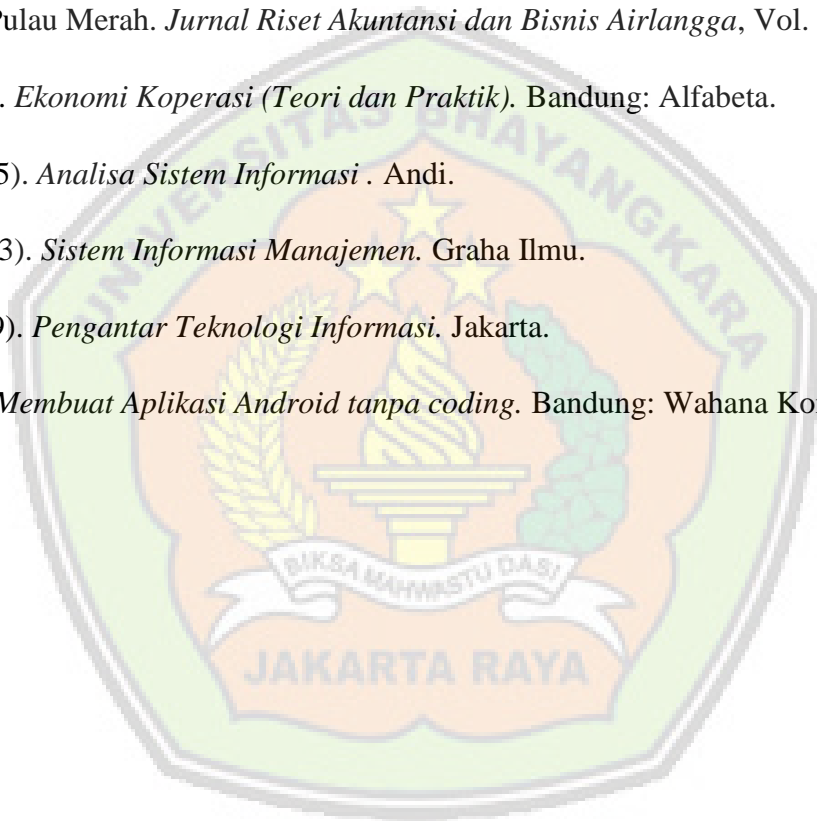 Pulau Merah. Jurnal Riset Akuntansi dan Bisnis Airlangga, Vol.
. Ekonomi Koperasi (Teori dan Praktik). Bandung: Alfabeta.
5). Analisa Sistem Informasi . Andi.
3). Sistem Informasi Manajemen. Graha Ilmu.
9). Pengantar Teknologi Informasi. Jakarta.
Membuat Aplikasi Android tanpa coding. Bandung: Wahana
UNIVERSITAS BHAYANGKARA
BIKSA MAHWASTU DASI
JAKARTA RAYA